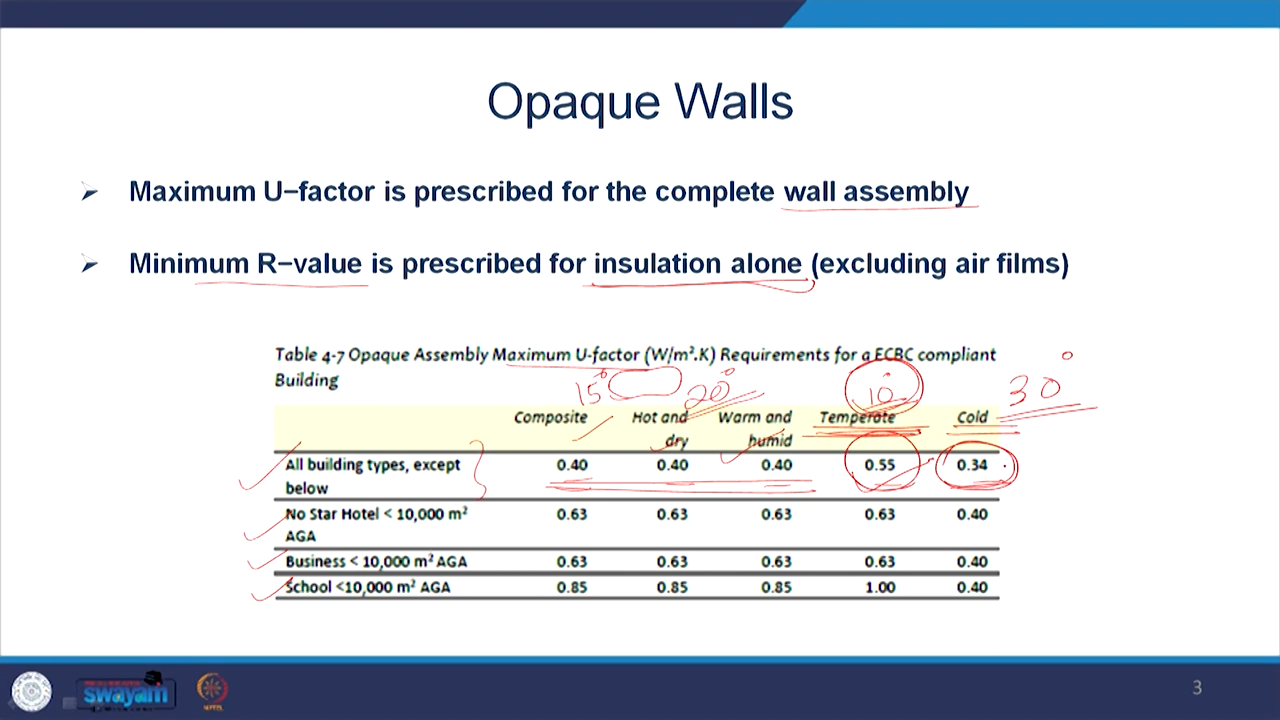 Opaque Walls
➢ Maximum U−factor is prescribed for the complete wall assembly
➢ Minimum R−value is prescribed for insulation alone (excluding air films)
Table 4-7 Opaque Assembly Maximum U-factor (W/m².K) Requirements for a ECBC compliant
Building
15° 20° 10° 30°
Composite Hot and Warm and Temperate Cold
dry humid
All building types, except 0.40 0.40 0.40 0.55 0.34
below
No Star Hotel < 10,000 m² 0.63 0.63 0.63 0.63 0.40
AGA
Business < 10,000 m² AGA 0.63 0.63 0.63 0.63 0.40
School <10,000 m² AGA 0.85 0.85 0.85 1.00 0.40
swayam
3